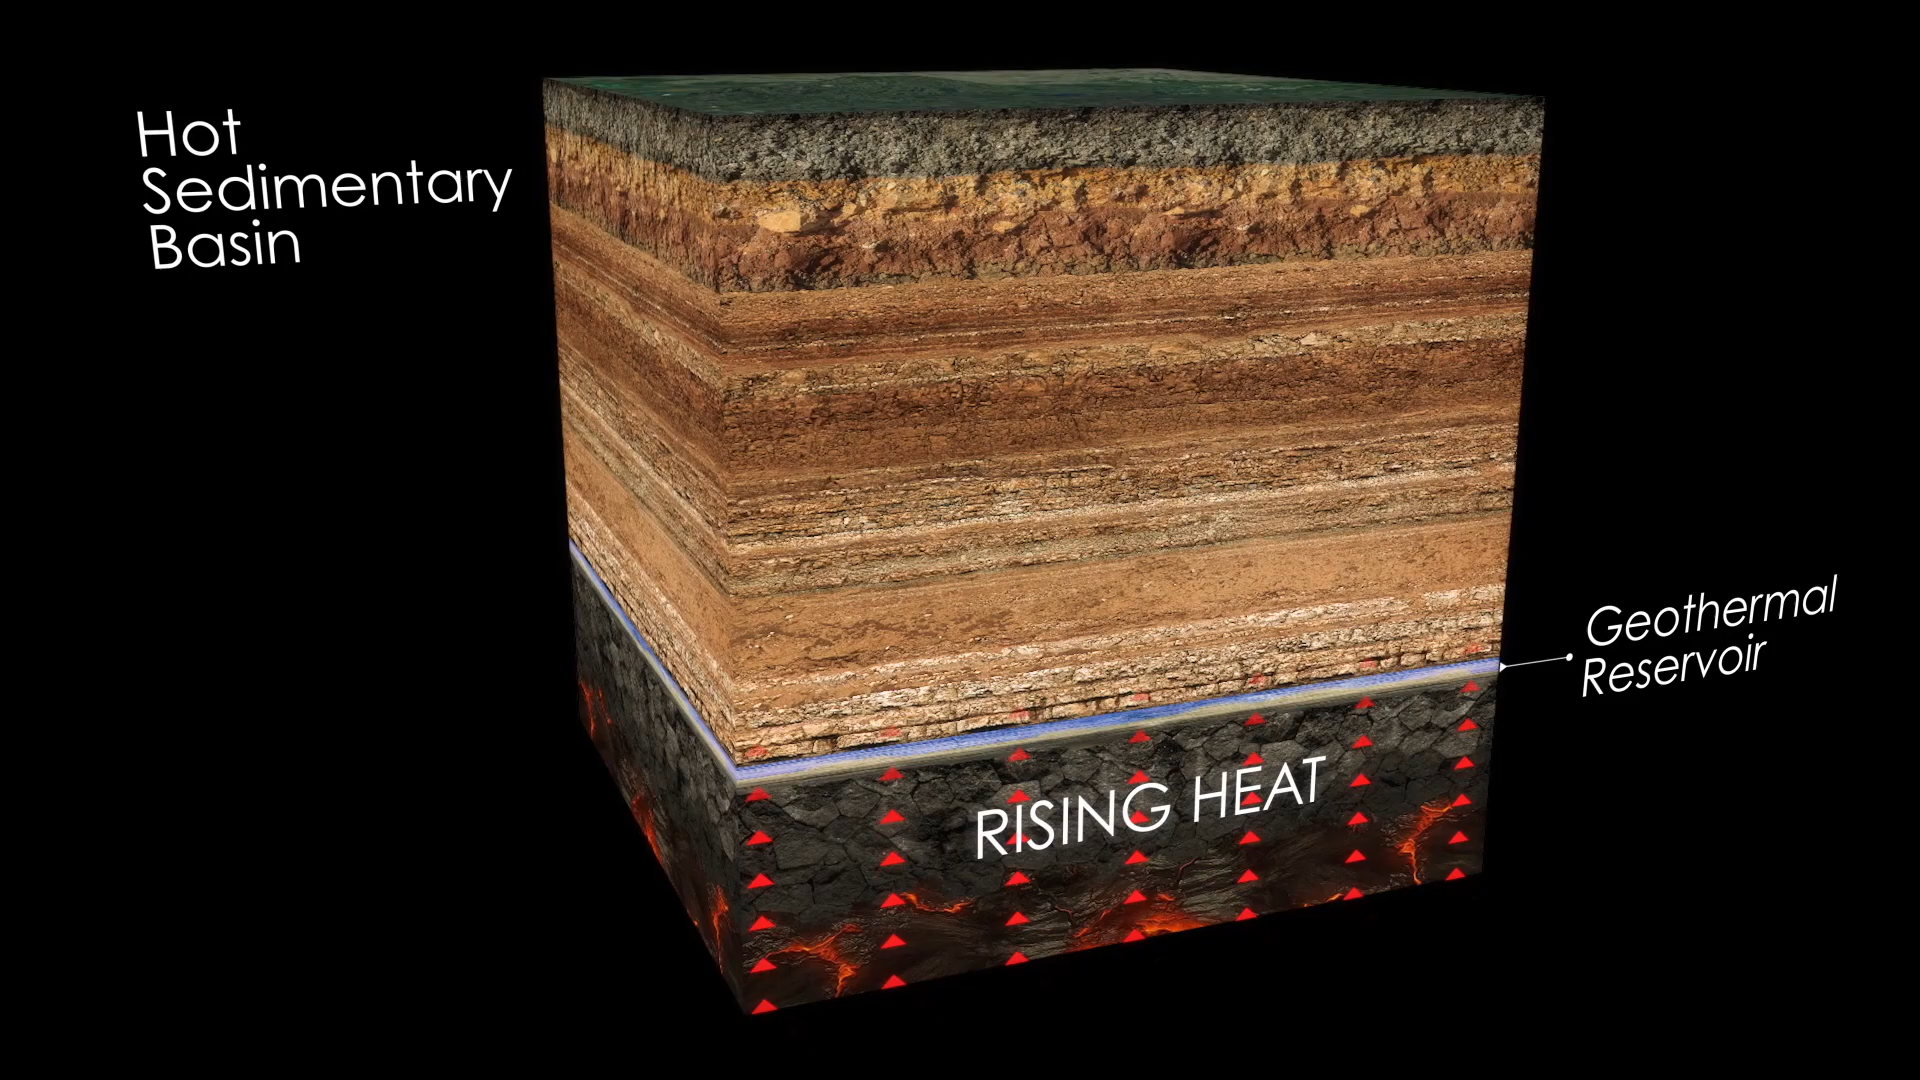 Hot
Sedimentary
Basin
Geothermal
Reservoir
RISING HEAT